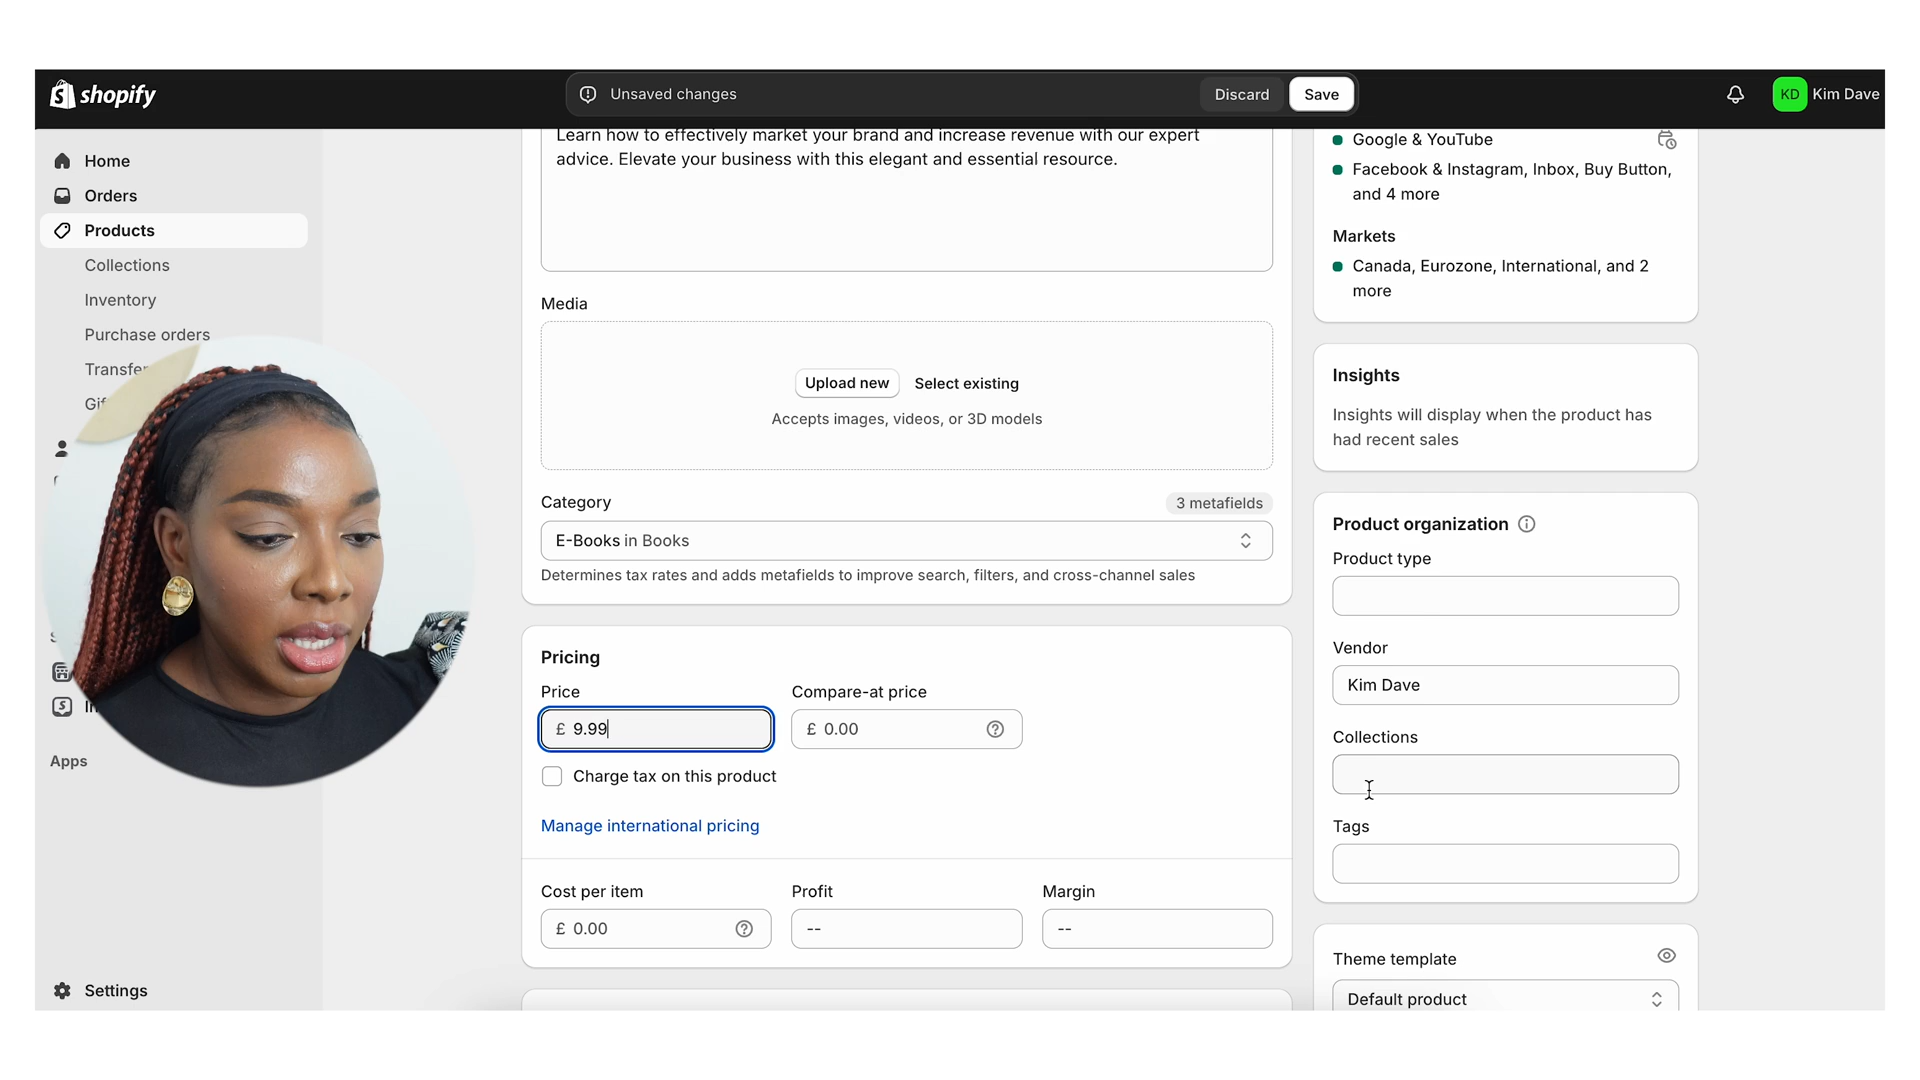 shopify
Unsaved changes
Discard
Save
KD
Kim Dave
Home
Orders
Products
Collections
Inventory
Purchase orders
Settings
Apps
Learn how to effectively market your brand and increase revenue with our expert
advice. Elevate your business with this elegant and essential resource.
Media
Upload new
Select existing
Accepts images, videos, or 3D models
Category
3 metafields
E-Books in Books
Determines tax rates and adds metafields to improve search, filters, and cross-channel sales
Pricing
Price
Compare-at price
£ 9.99
£ 0.00
Charge tax on this product
Manage international pricing
Cost per item
Profit
Margin
£ 0.00
--
--
Google & YouTube
Facebook & Instagram, Inbox, Buy Button,
and 4 more
Markets
Canada, Eurozone, International, and 2
more
Insights
Insights will display when the product has
had recent sales
Product organization
Product type
Vendor
Kim Dave
Collections
Tags
Theme template
Default product